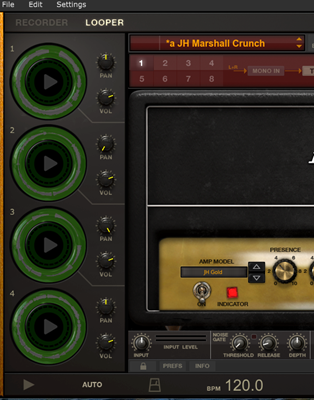 File Edit Settings
RECORDER LOOPER
*a JH Marshall Crunch
1 2 3 4
5 6 7 8
MONO IN
1
PAN
VOL
2
PAN
VOL
3
PAN
VOL
4
PAN
VOL
AMP MODEL
JH Gold
ON
INDICATOR
PRESENCE
INPUT
INPUT LEVEL
NOISE GATE
THRESHOLD RELEASE DEPTH
PREFS INFO
AUTO
BPM 120.0